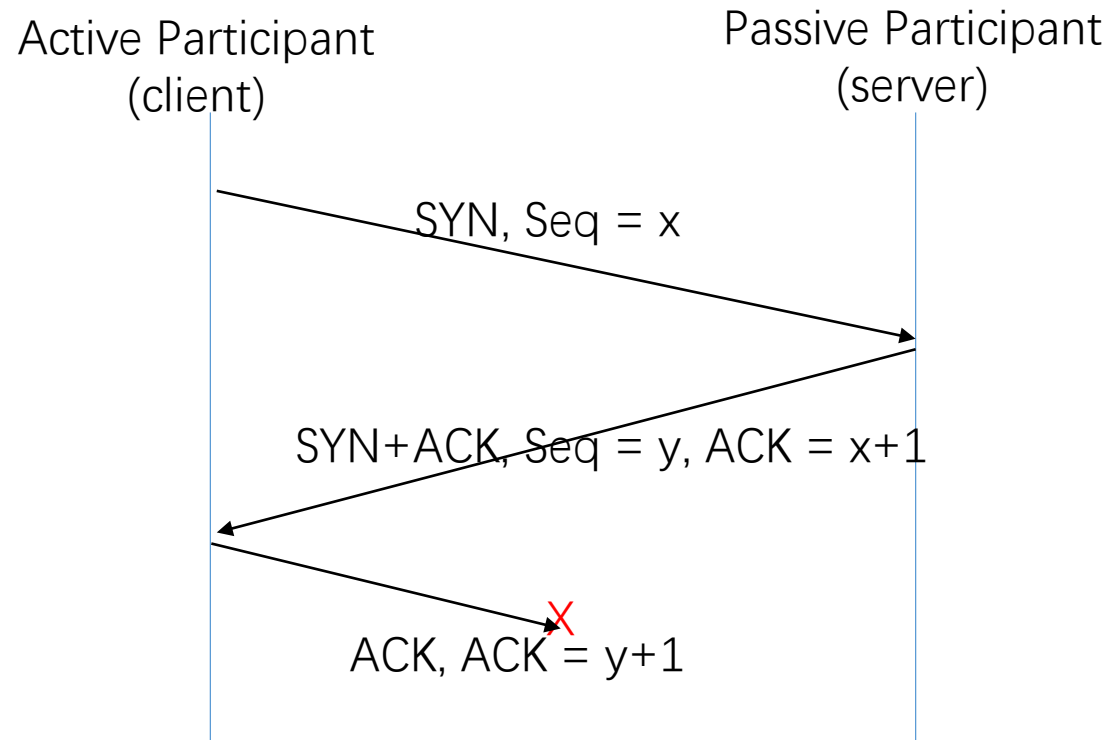 Active Participant
(client)
Passive Participant
(server)
SYN, Seq = x
SYN+ACK, Seq = y, ACK = x+1
X
ACK, ACK = y+1